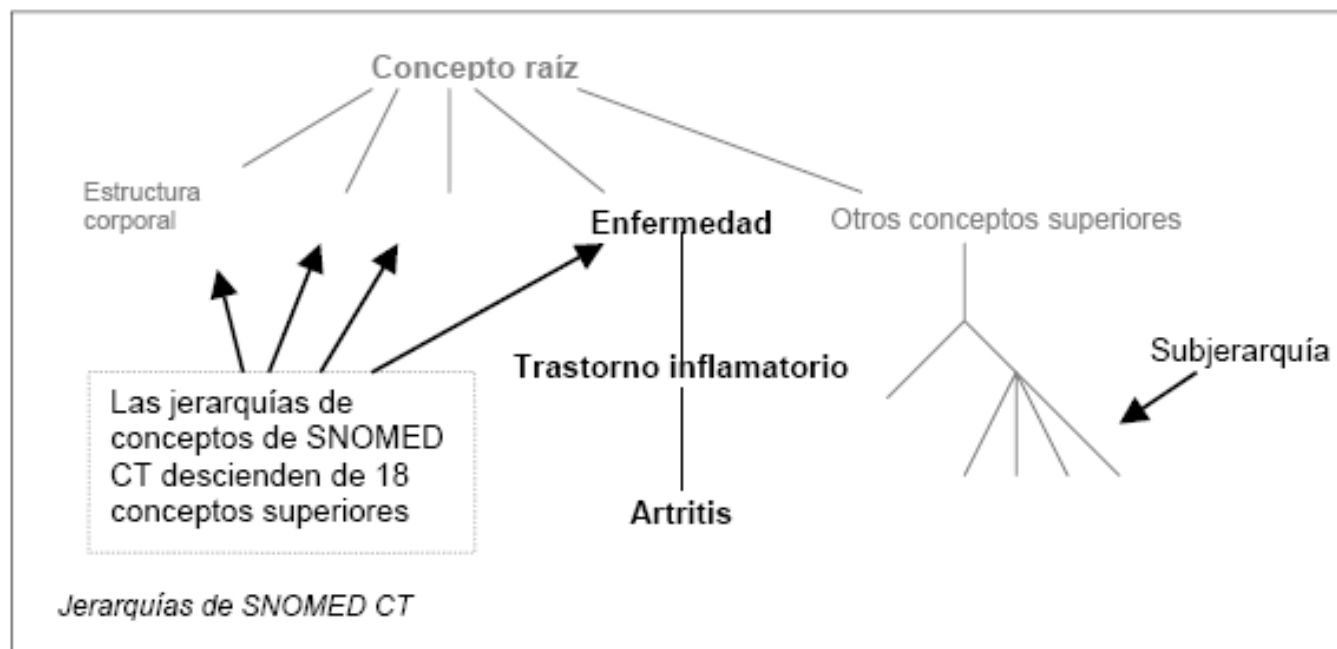 Concepto raíz
Estructura
corporal
Enfermedad
Otros conceptos superiores
Trastorno inflamatorio
Subjerarquía
Las jerarquías de
conceptos de SNOMED
CT descienden de 18
conceptos superiores
Artritis
Jerarquías de SNOMED CT